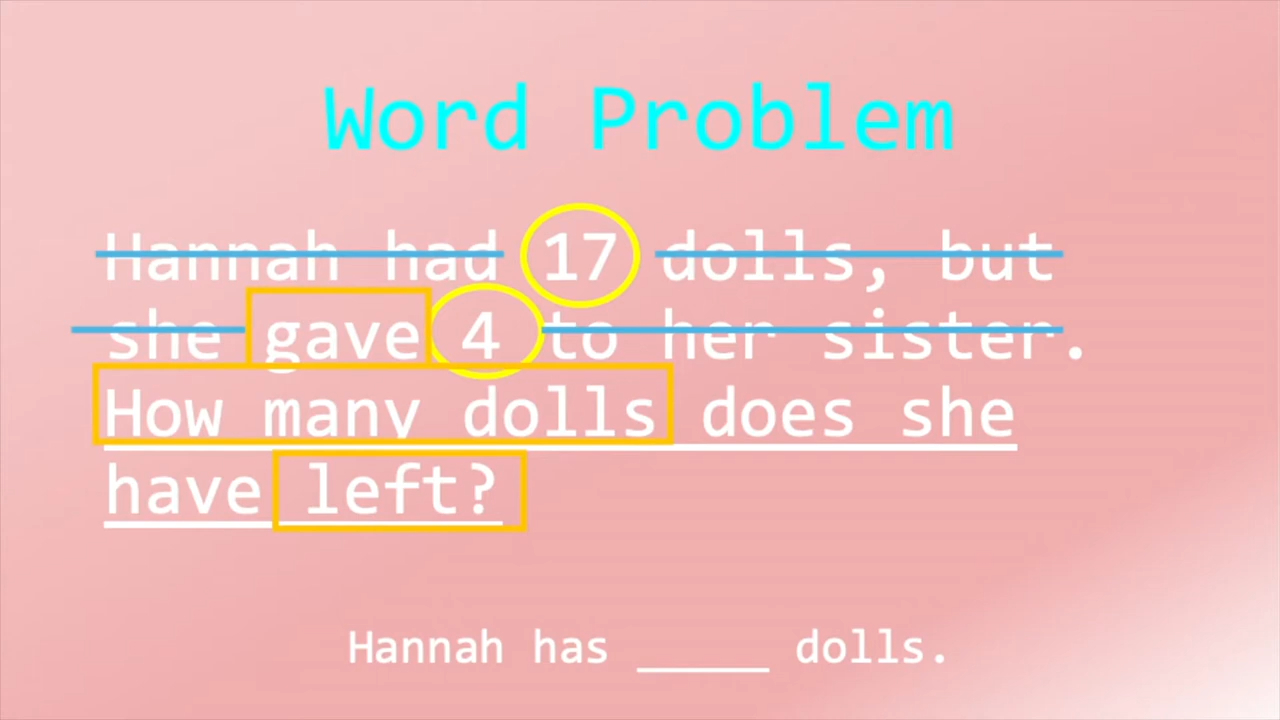 Word Problem
Hannah had 17 dolls, but
she gave 4 to her sister.
How many dolls does she
have left?
Hannah has _____ dolls.